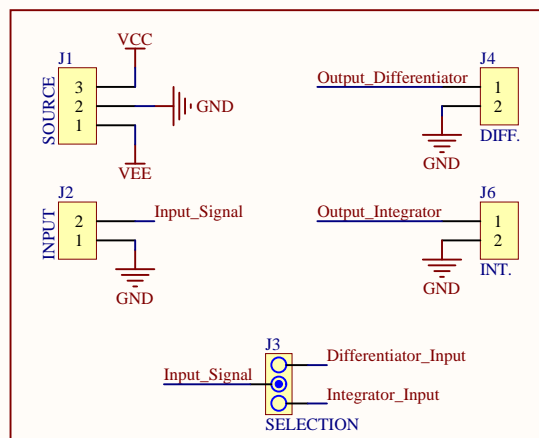 J1
VCC
SOURCE
3
2
1
GND
VEE
J4
Output_Differentiator
1
2
GND
DIFF.
J2
INPUT
2
1
Input_Signal
GND
J6
Output_Integrator
1
2
GND
INT.
J3
Differentiator_Input
Input_Signal
Integrator_Input
SELECTION